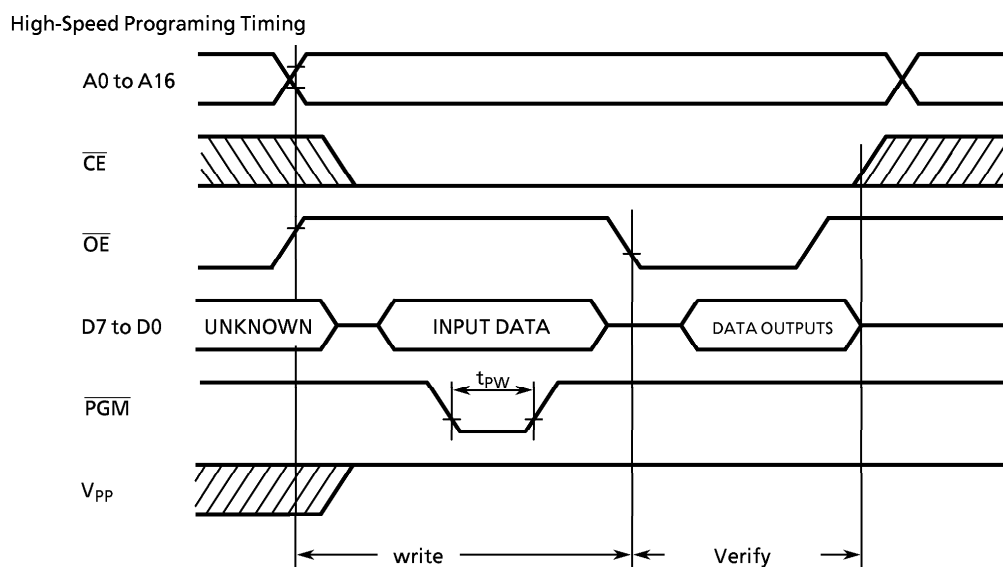 High-Speed Programing Timing
A0 to A16
CE
OE
D7 to D0
UNKNOWN
INPUT DATA
DATA OUTPUTS
PGM
tPW
VPP
write
Verify